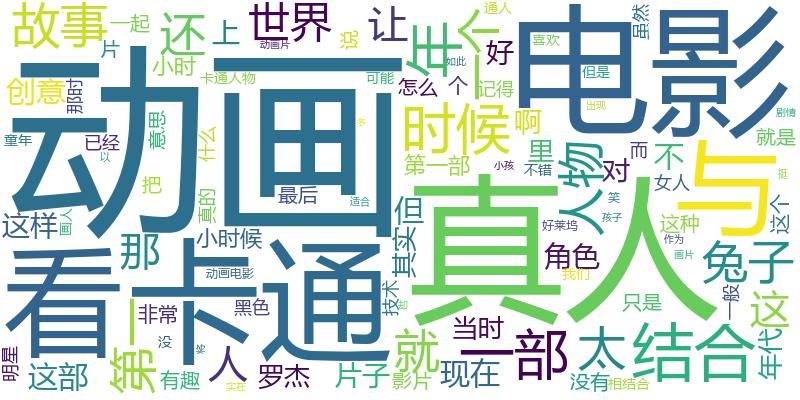 动画
电影
真人
卡通
看
与
故事
世界
还
让
年
一个
好
时候
啊
人物
里
对
不
兔子
结合
这
太
一部
就
第一
人
那
但
其实
角色
现在
片子
影片
当时
罗杰
这部
这样
小时候
创意
小时
意思
什么
上
片
一起
那时
童年
已经
把
真的
最后
动画片
说
卡通人物
可能
怎么
个
记得
通人
如此
喜欢
但是
出现
虽然
剧情
就是
而
女人
这个
挺
画人
以
多
适合
第一部
小孩
不错
笑
孩子
好莱坞
我们
这种
作为
画片
一般
只是
年代
没有
相结合
技术
动画电影
黑色
非常
没
有趣
奖
实在
明星